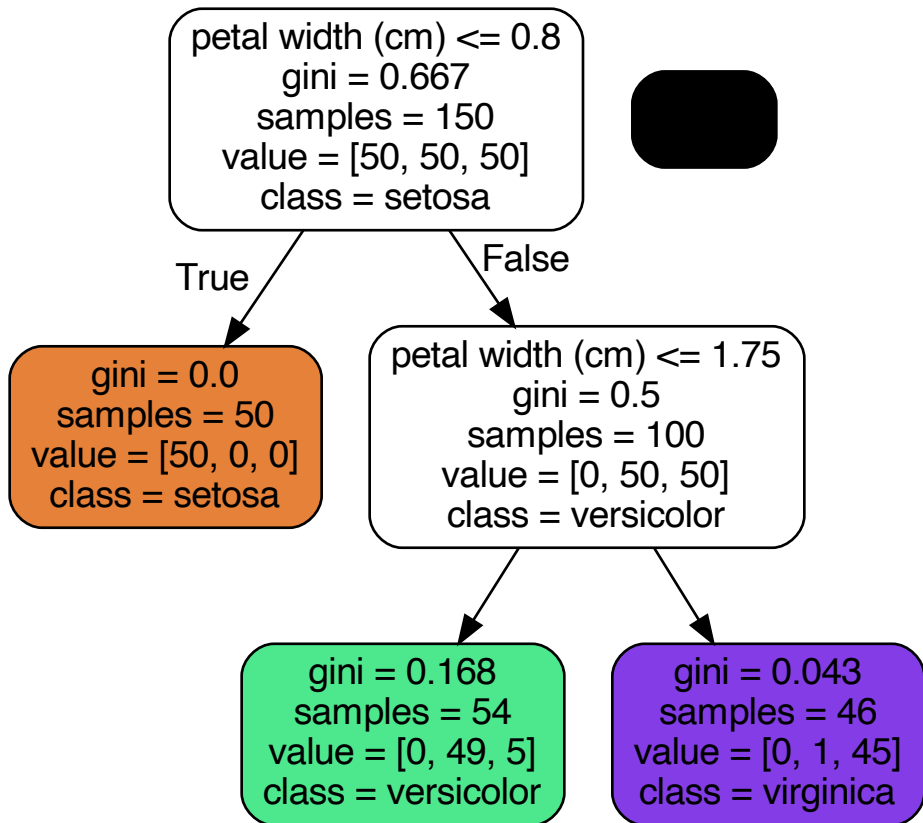 petal width (cm) <= 0.8
gini = 0.667
samples = 150
value = [50, 50, 50]
class = setosa
True
False
gini = 0.0
samples = 50
value = [50, 0, 0]
class = setosa
petal width (cm) <= 1.75
gini = 0.5
samples = 100
value = [0, 50, 50]
class = versicolor
gini = 0.168
samples = 54
value = [0, 49, 5]
class = versicolor
gini = 0.043
samples = 46
value = [0, 1, 45]
class = virginica